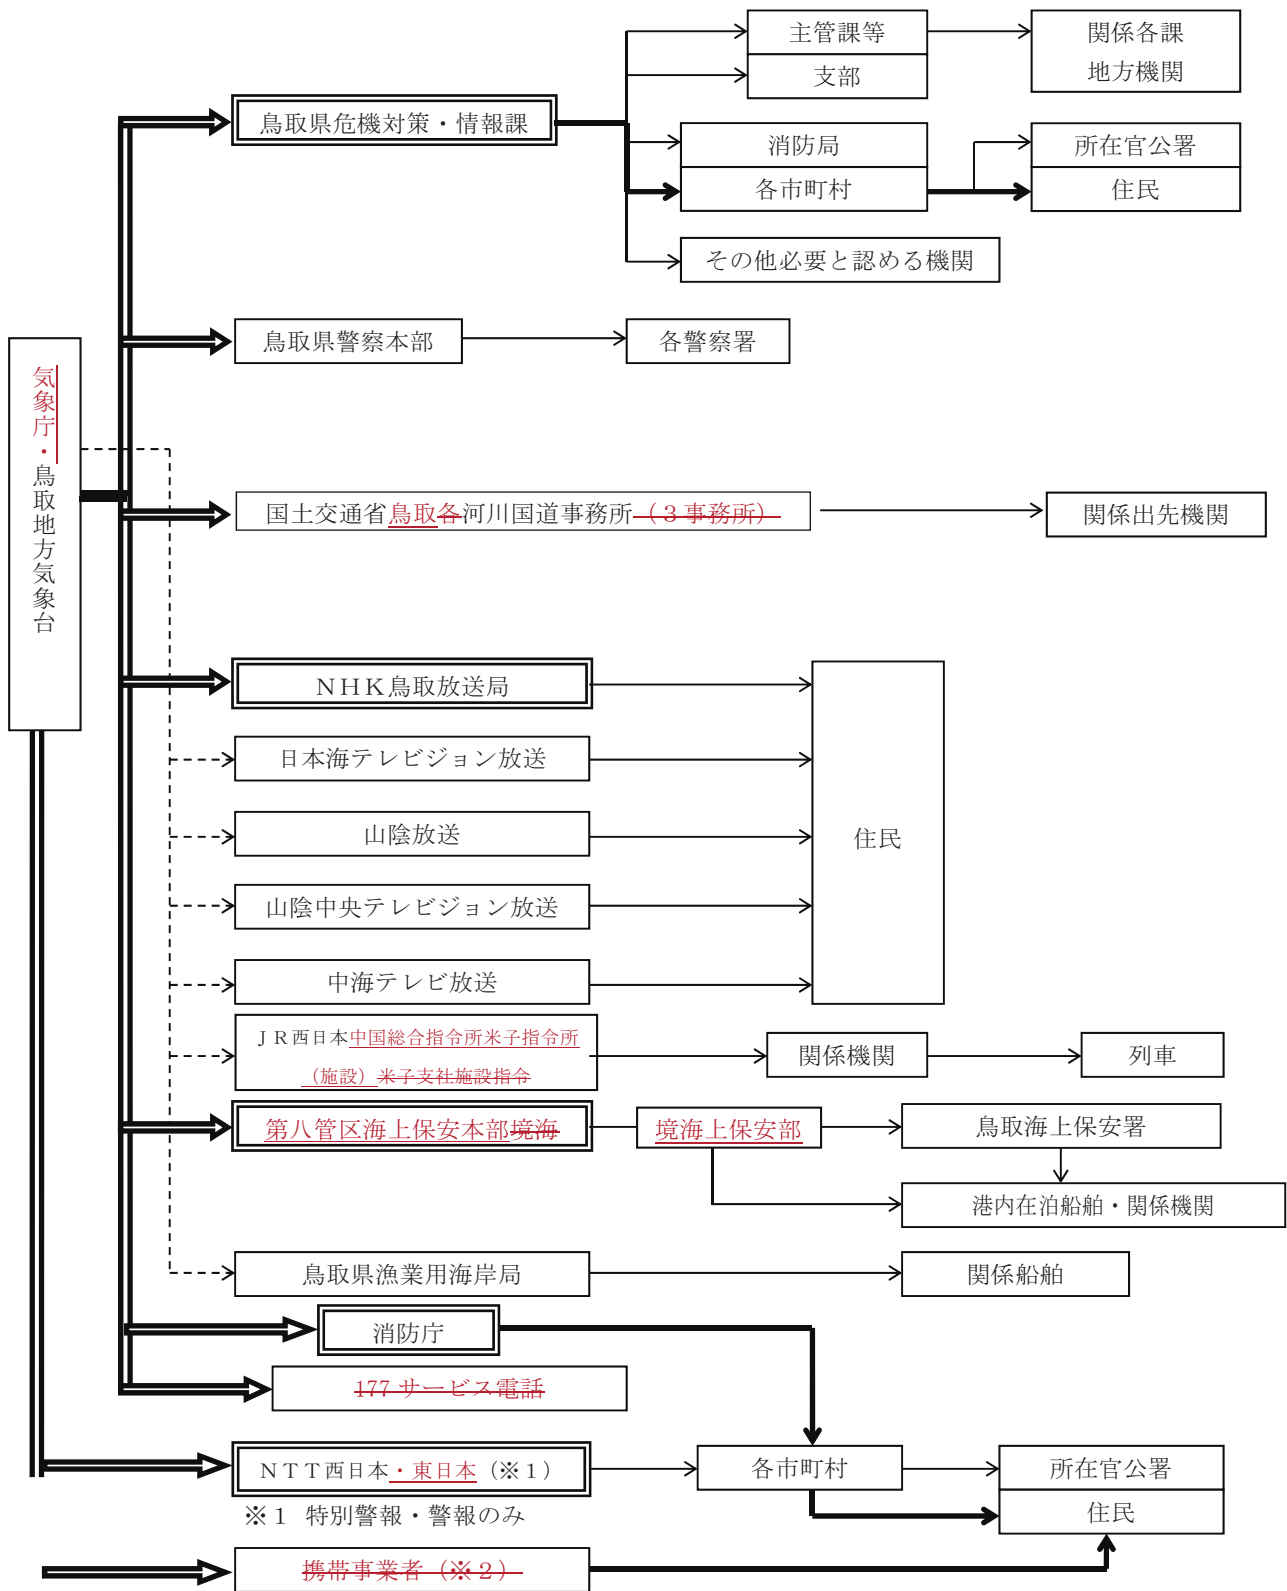 主管課等
関係各課
地方機関
支部
鳥取県危機対策・情報課
消防局
所在官公署
各市町村
住民
その他必要と認める機関
鳥取県警察本部
各警察署
気象庁・鳥取地方気象台
国土交通省鳥取各河川国道事務所（３事務所）
関係出先機関
ＮＨＫ鳥取放送局
日本海テレビジョン放送
山陰放送
住民
山陰中央テレビジョン放送
中海テレビ放送
ＪＲ西日本中国総合指令所米子指令所
（施設）米子支社施設指令
関係機関
列車
第八管区海上保安本部境海
境海上保安部
鳥取海上保安署
港内在泊船舶・関係機関
鳥取県漁業用海岸局
関係船舶
消防庁
177 サービス電話
ＮＴＴ西日本・東日本（※１）
各市町村
所在官公署
住民
※１ 特別警報・警報のみ
携帯事業者（※２）